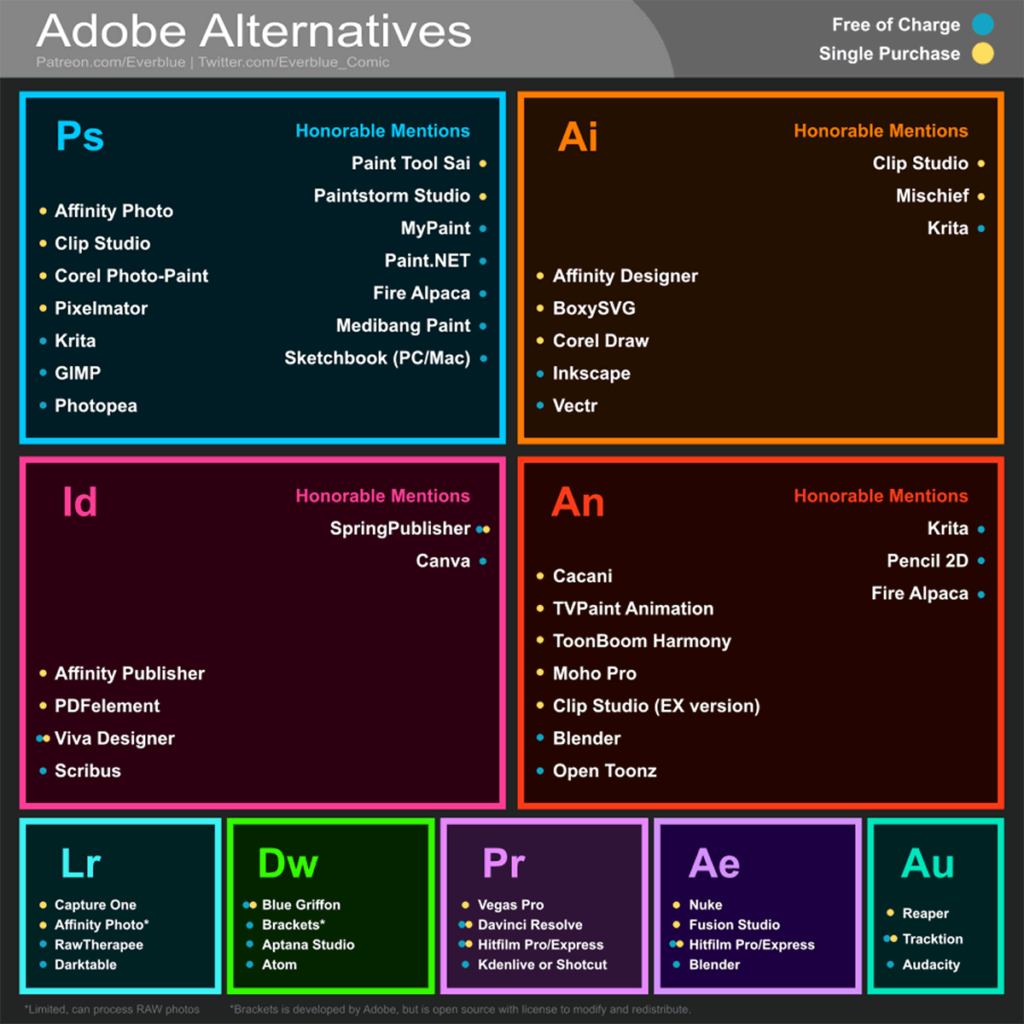 Adobe Alternatives
Patreon.com/Everblue | Twitter.com/Everblue_Comic
Free of Charge
Single Purchase
Ps
Affinity Photo
Clip Studio
Corel Photo-Paint
Pixelmator
Krita
GIMP
Photopea
Honorable Mentions
Paint Tool Sai
Paintstorm Studio
MyPaint
Paint.NET
Fire Alpaca
Medibang Paint
Sketchbook (PC/Mac)
Ai
Affinity Designer
BoxySVG
Corel Draw
Inkscape
Vectr
Honorable Mentions
Clip Studio
Mischief
Krita
Id
Affinity Publisher
PDFelement
Viva Designer
Scribus
Honorable Mentions
SpringPublisher
Canva
An
Cacani
TVPaint Animation
ToonBoom Harmony
Moho Pro
Clip Studio (EX version)
Blender
Open Toonz
Honorable Mentions
Krita
Pencil 2D
Fire Alpaca
Lr
Capture One
Affinity Photo*
RawTherapee
Darktable
Dw
Blue Griffon
Brackets*
Aptana Studio
Atom
Pr
Vegas Pro
Davinci Resolve
Hitfilm Pro/Express
Kdenlive or Shotcut
Ae
Nuke
Fusion Studio
Hitfilm Pro/Express
Blender
Au
Reaper
Tracktion
Audacity
*Limited, can process RAW photos
*Brackets is developed by Adobe, but is open source with license to modify and redistribute.